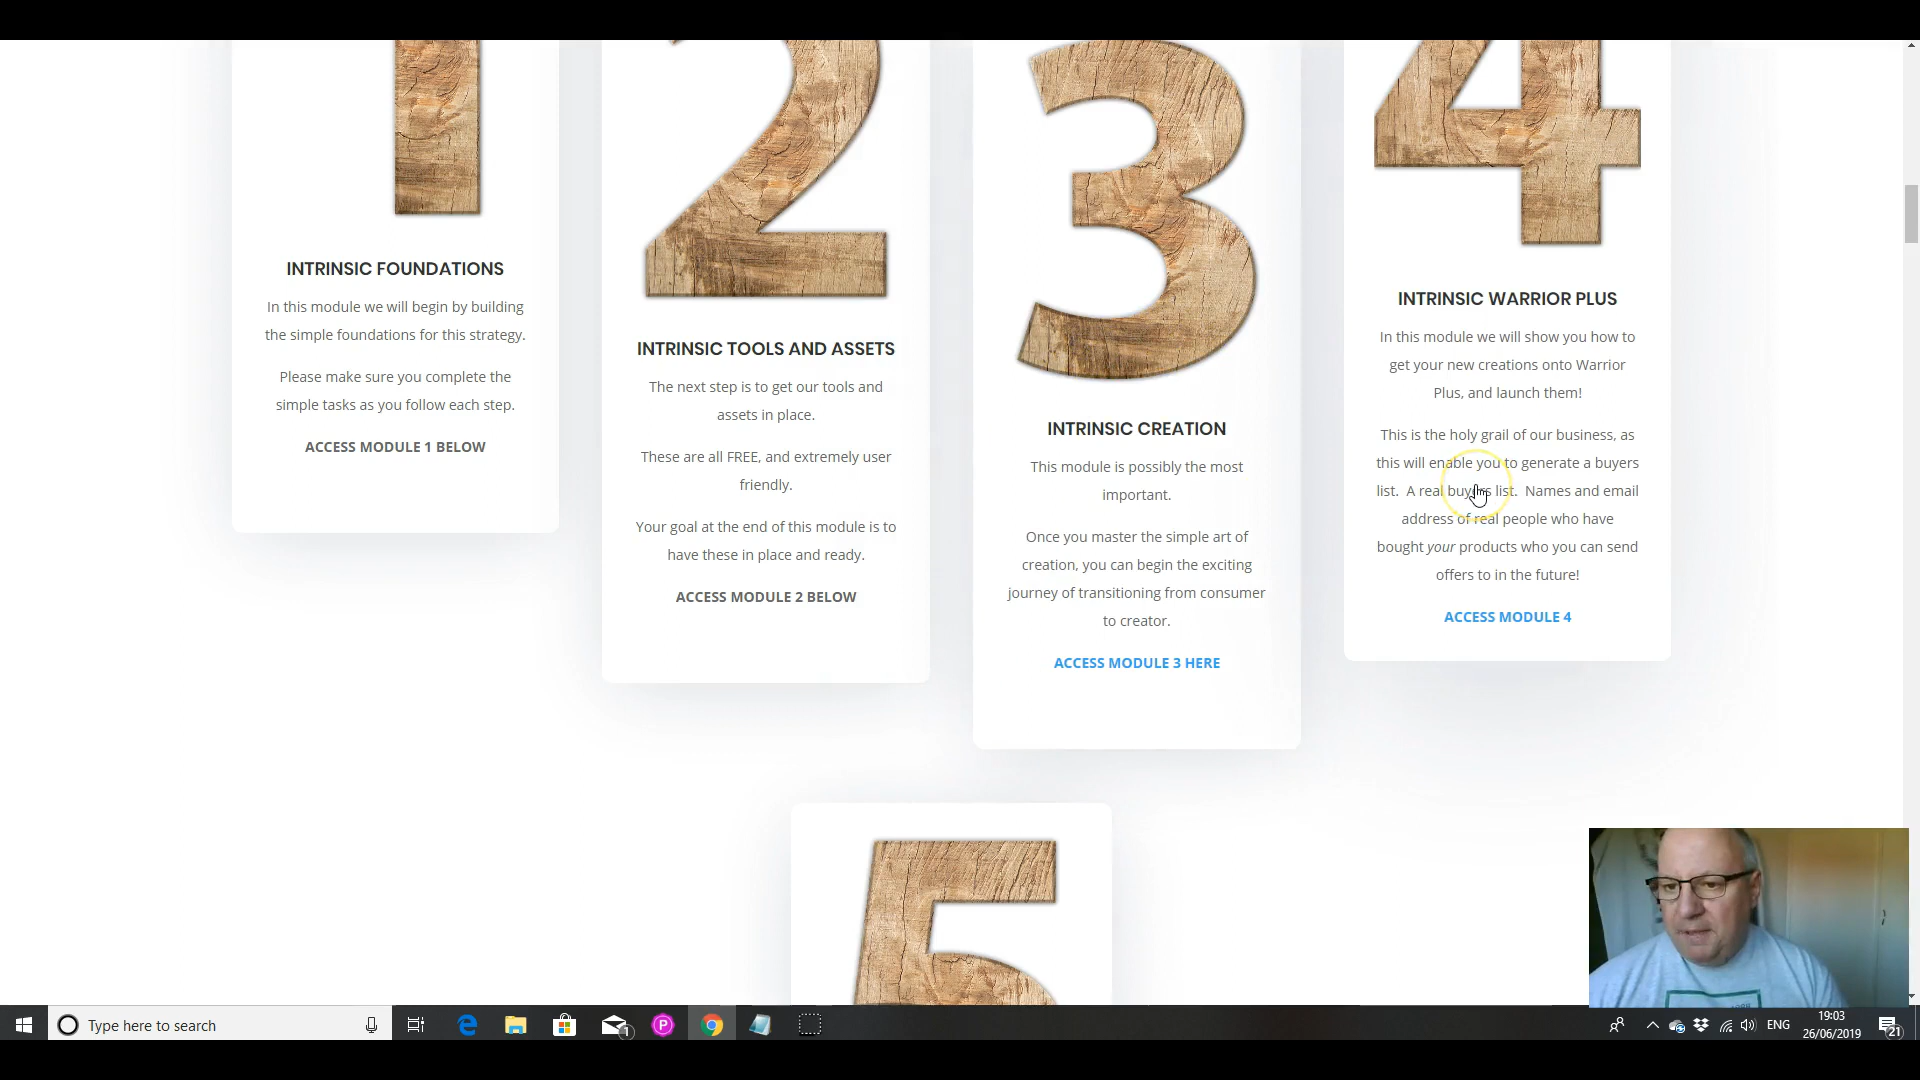 1
INTRINSIC FOUNDATIONS
In this module we will begin by building
the simple foundations for this strategy.
Please make sure you complete the
simple tasks as you follow each step.
ACCESS MODULE 1 BELOW
2
INTRINSIC TOOLS AND ASSETS
The next step is to get our tools and
assets in place.
These are all FREE, and extremely user
friendly.
Your goal at the end of this module is to
have these in place and ready.
ACCESS MODULE 2 BELOW
3
INTRINSIC CREATION
This module is possibly the most
important.
Once you master the simple art of
creation, you can begin the exciting
journey of transitioning from consumer
to creator.
ACCESS MODULE 3 HERE
4
INTRINSIC WARRIOR PLUS
In this module we will show you how to
get your new creations onto Warrior
Plus, and launch them!
This is the holy grail of our business, as
this will enable you to generate a buyers
list. A real buyers list. Names and email
address of real people who have
bought your products who you can send
offers to in the future!
ACCESS MODULE 4
5
Type here to search
1
P
ENG
19:03
26/06/2019
21